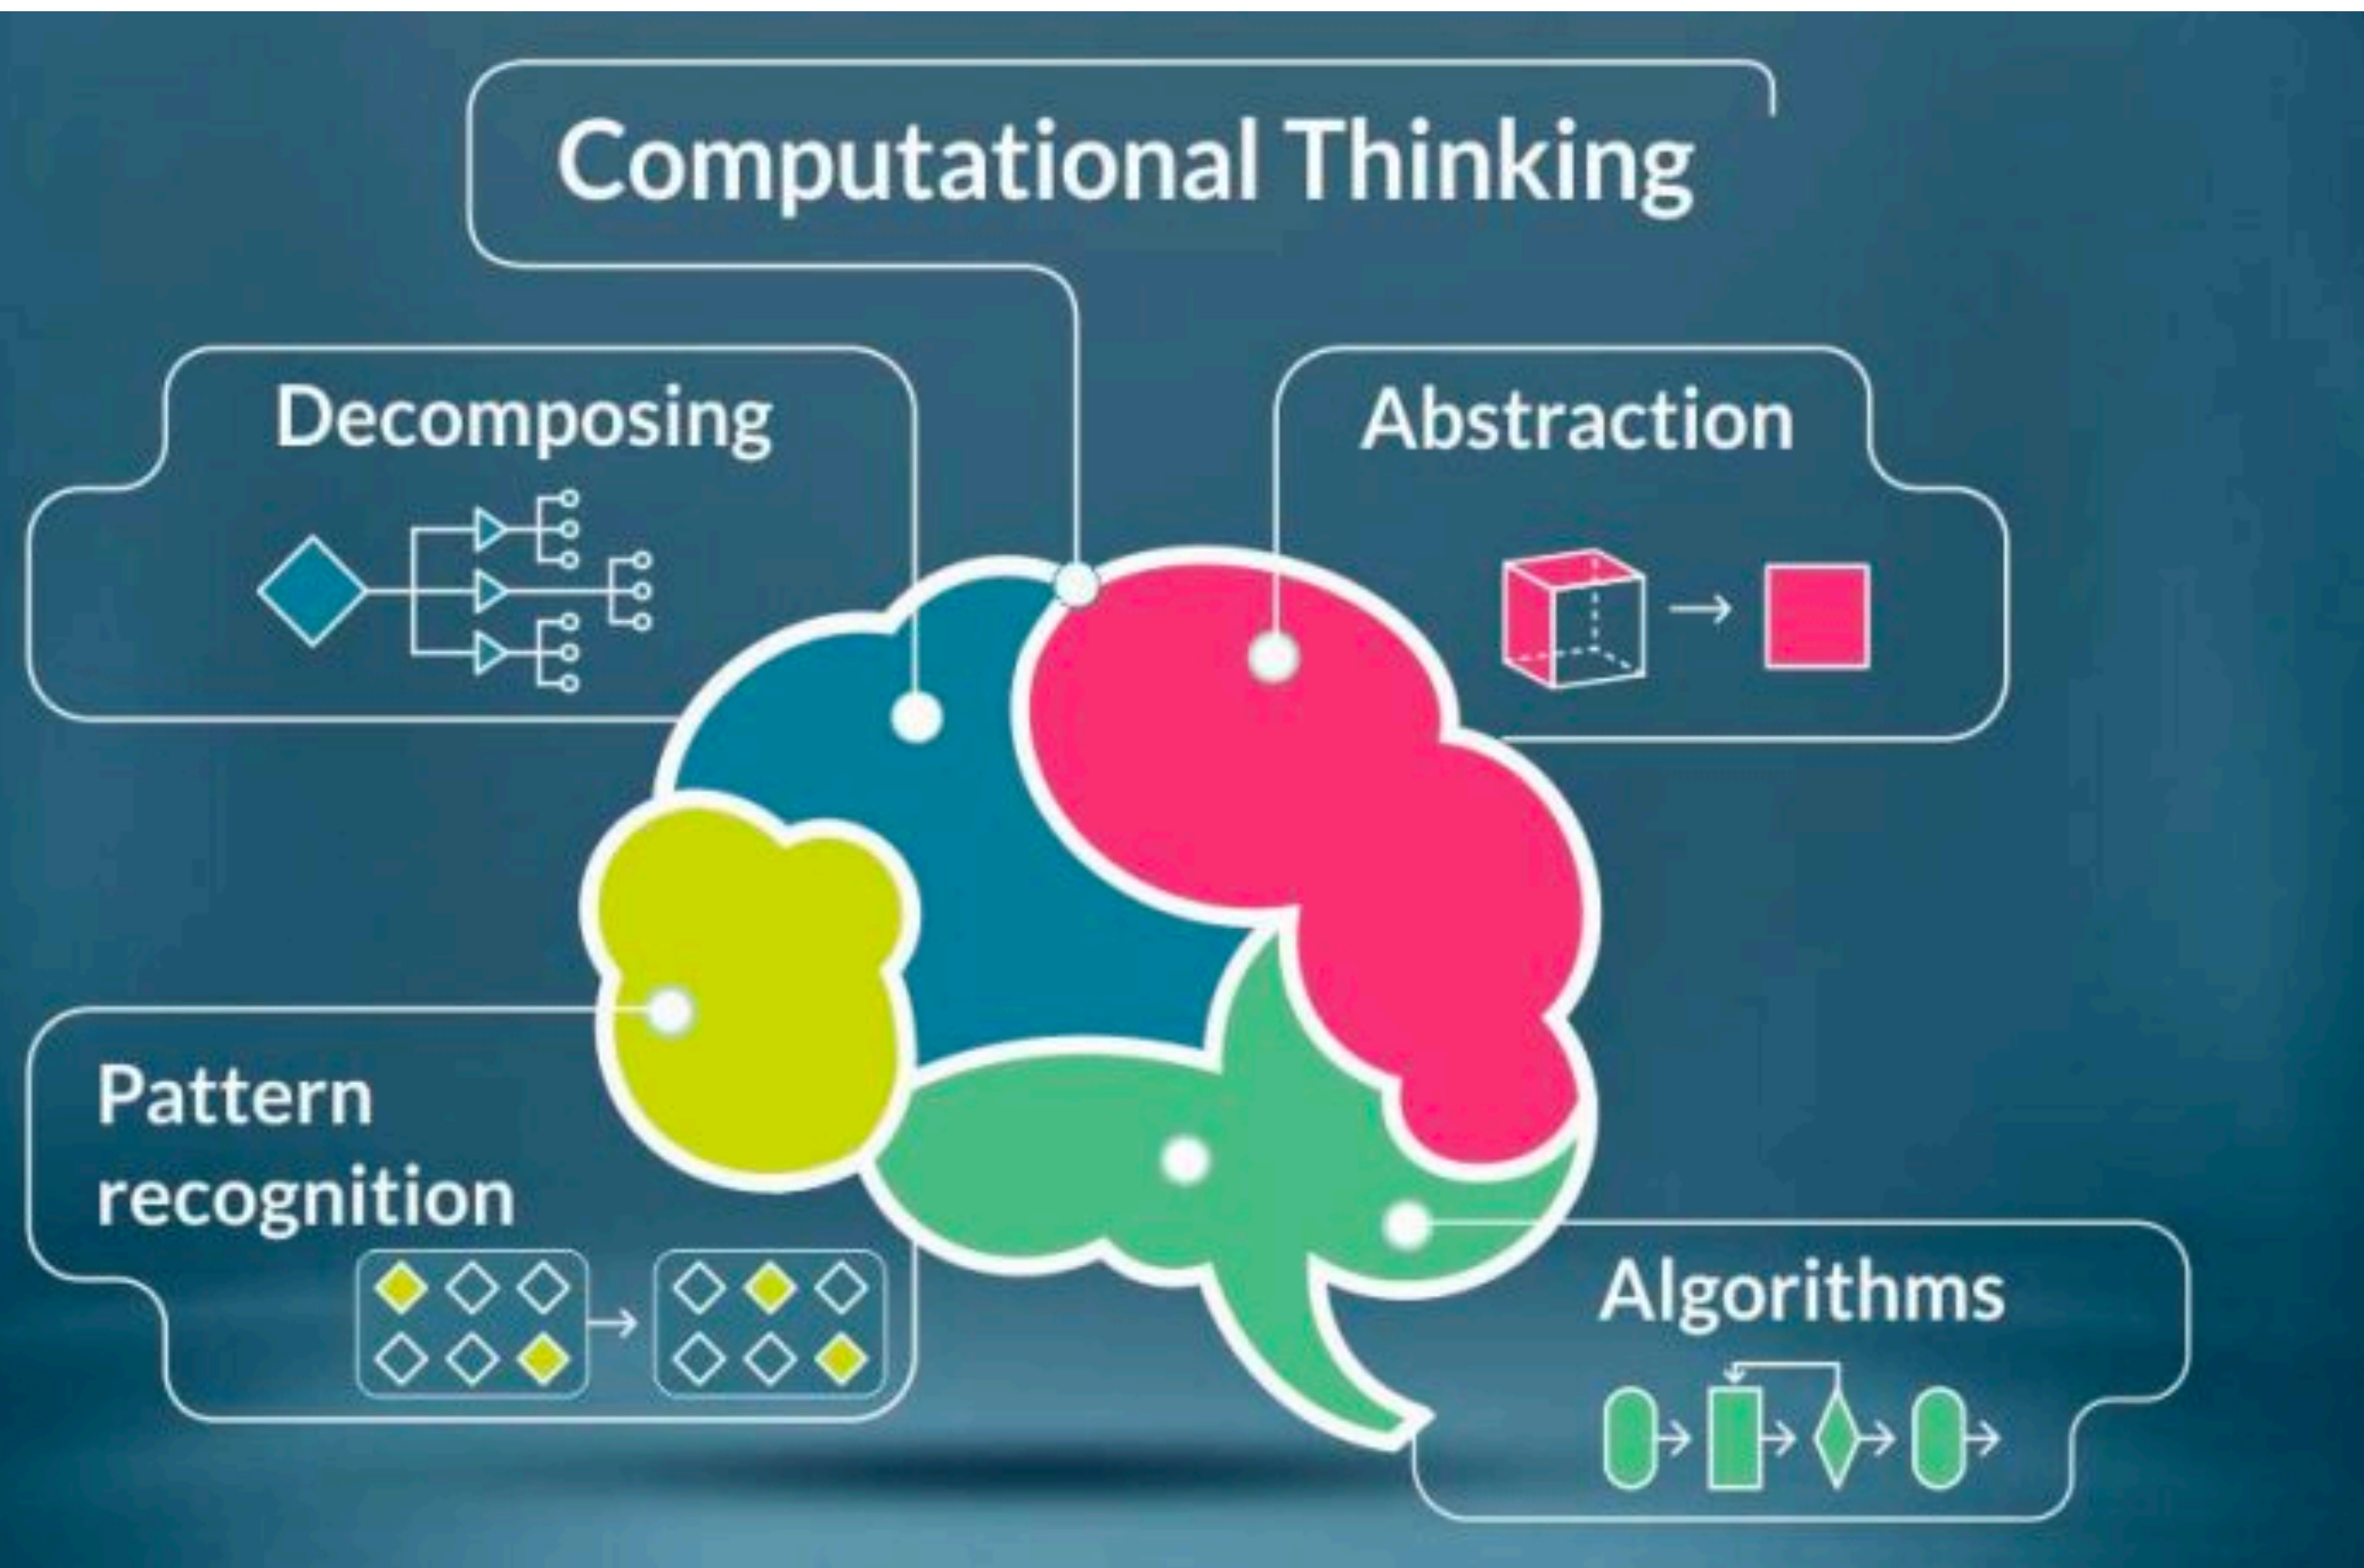 Computational Thinking
Decomposing
Abstraction
Pattern
recognition
Algorithms